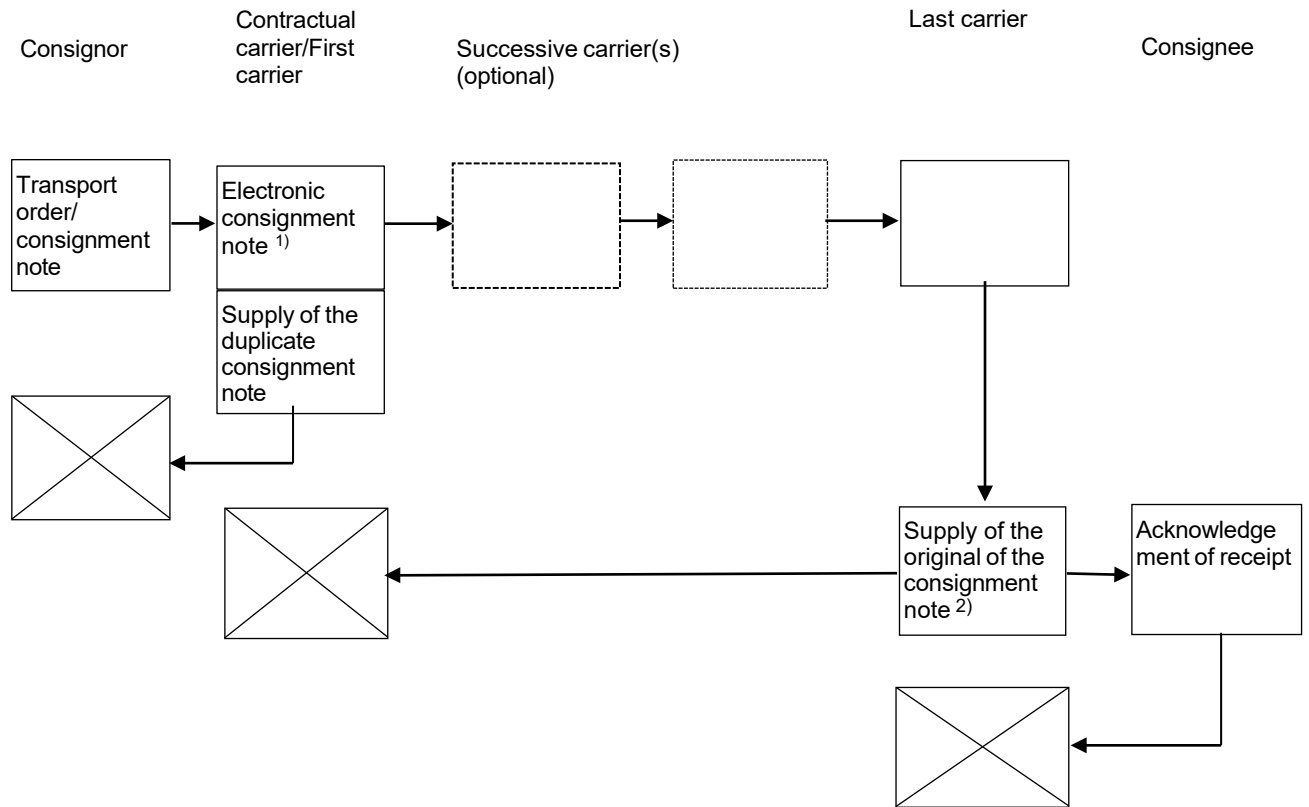 Consignor
Contractual
carrier/First
carrier
Successive carrier(s)
(optional)
Last carrier
Consignee
Transport
order/
consignment
note
Electronic
consignment
note 1)
Supply of the
duplicate
consignment
note
Supply of the
original of the
consignment
note 2)
Acknowledge
ment of receipt